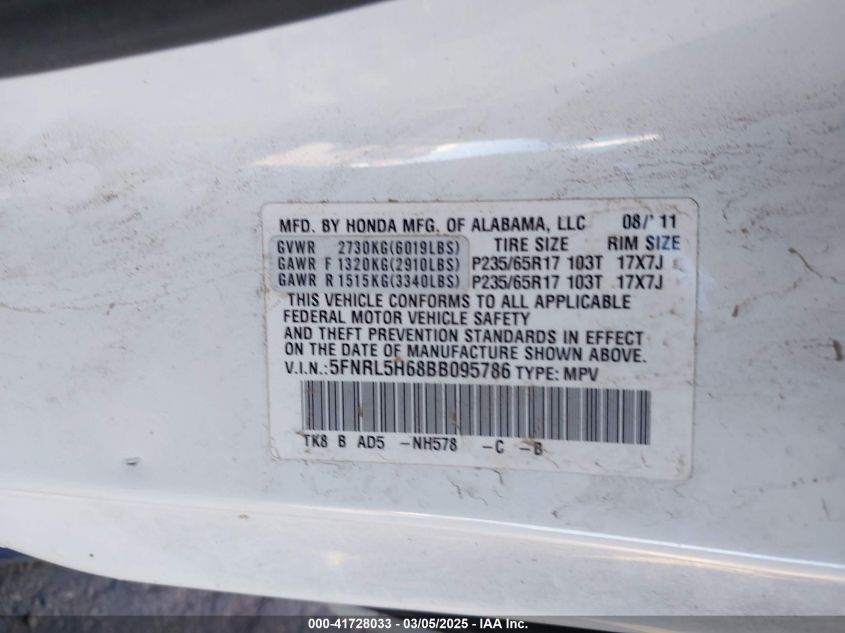 MFD. BY HONDA MFG. OF ALABAMA, LLC 08/'11
GVWR 2730KG(6019LBS) TIRE SIZE RIM SIZE
GAWR F 1320KG(2910LBS) P235/65R17 103T 17X7J
GAWR R 1515KG(3340LBS) P235/65R17 103T 17X7J
THIS VEHICLE CONFORMS TO ALL APPLICABLE
FEDERAL MOTOR VEHICLE SAFETY
AND THEFT PREVENTION STANDARDS IN EFFECT
ON THE DATE OF MANUFACTURE SHOWN ABOVE.
V.I.N.:5FNRL5H68BB095786 TYPE: MPV
TK8 B AD5 -NH578 -C -B
000-41728033 - 03/05/2025 - IAA Inc.